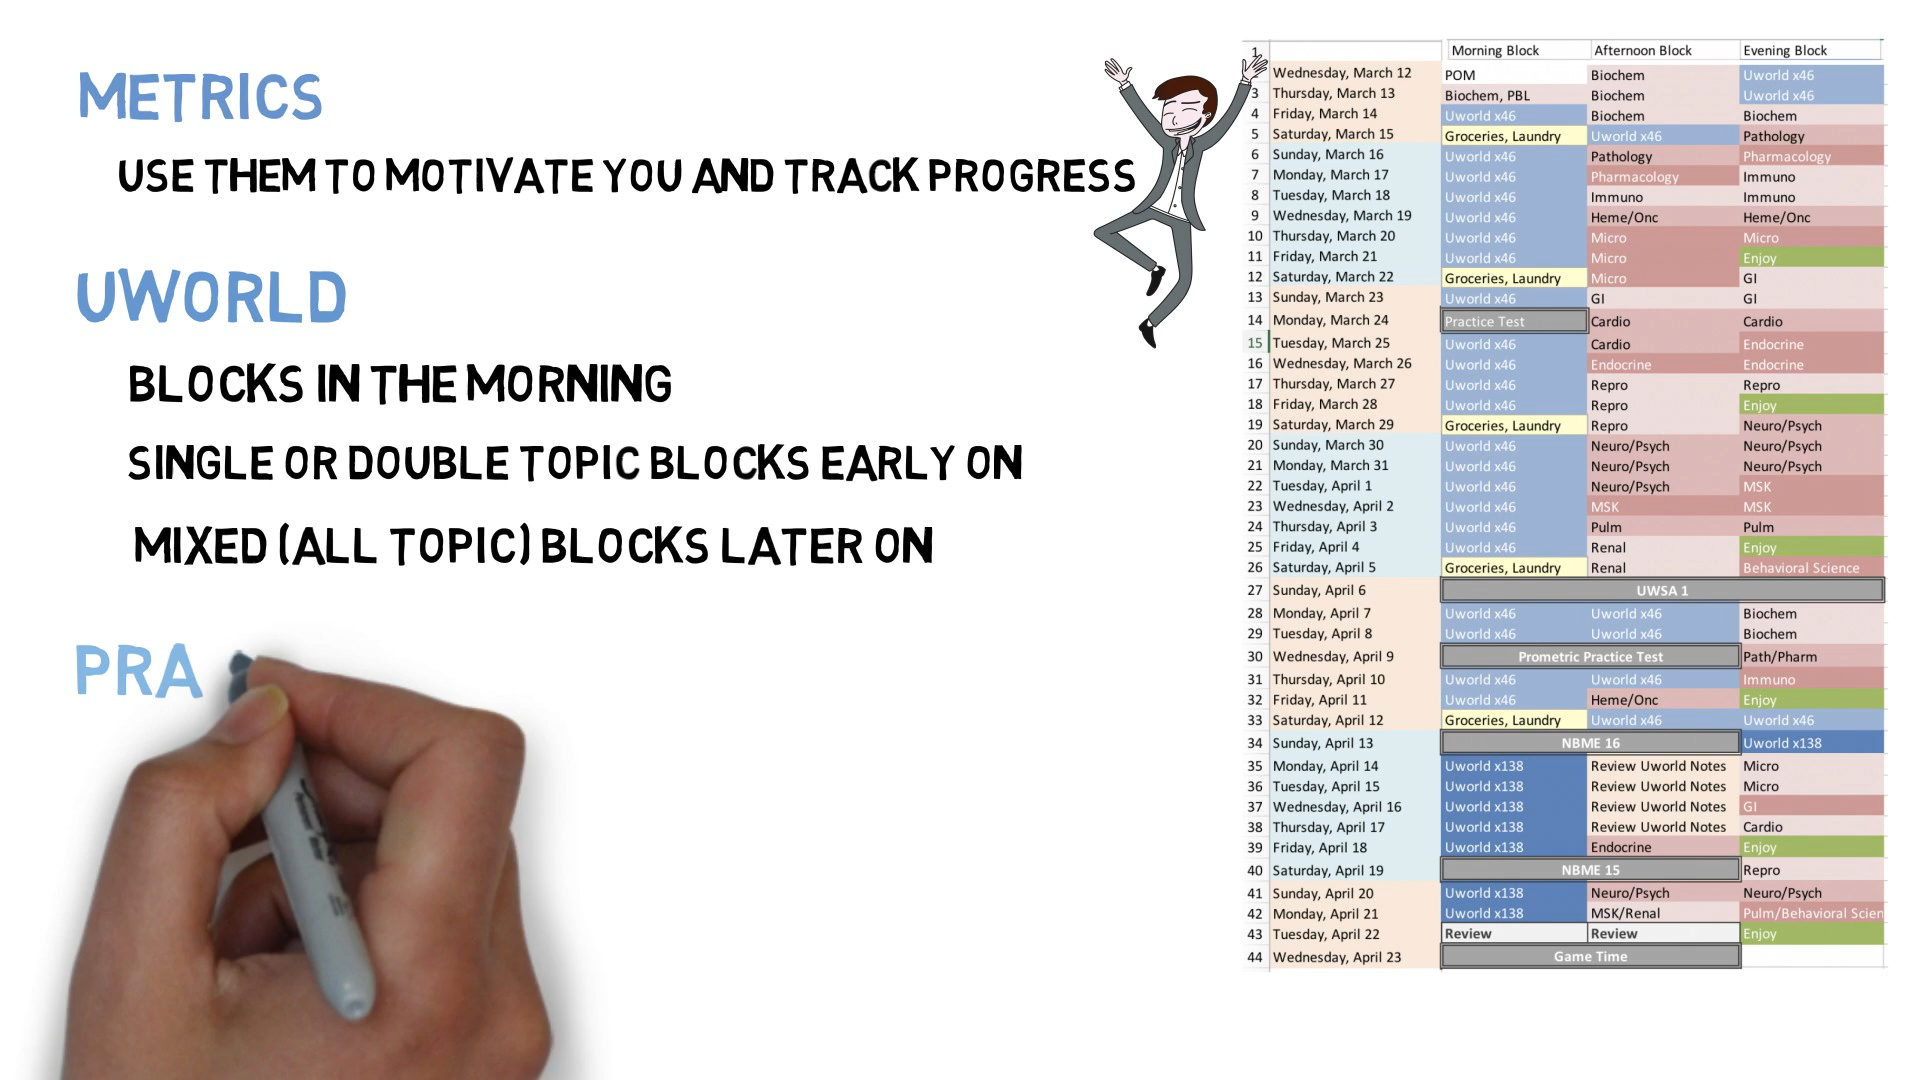 METRICS
USE THEM TO MOTIVATE YOU AND TRACK PROGRESS
UWORLD
BLOCKS IN THE MORNING
SINGLE OR DOUBLE TOPIC BLOCKS EARLY ON
MIXED (ALL TOPIC) BLOCKS LATER ON
PRA
1 Morning Block Afternoon Block Evening Block
Wednesday, March 12 POM Biochem Uworld x46
3 Thursday, March 13 Biochem, PBL Biochem Uworld x46
4 Friday, March 14 Uworld x46 Biochem Biochem
5 Saturday, March 15 Groceries, Laundry Uworld x46 Pathology
6 Sunday, March 16 Uworld x46 Pathology Pharmacology
7 Monday, March 17 Uworld x46 Pharmacology Immuno
8 Tuesday, March 18 Uworld x46 Immuno Immuno
9 Wednesday, March 19 Uworld x46 Heme/Onc Heme/Onc
10 Thursday, March 20 Uworld x46 Micro Micro
11 Friday, March 21 Uworld x46 Micro Enjoy
12 Saturday, March 22 Groceries, Laundry Micro GI
13 Sunday, March 23 Uworld x46 GI GI
14 Monday, March 24 Practice Test Cardio Cardio
15 Tuesday, March 25 Uworld x46 Cardio Endocrine
16 Wednesday, March 26 Uworld x46 Endocrine Endocrine
17 Thursday, March 27 Uworld x46 Repro Repro
18 Friday, March 28 Uworld x46 Repro Enjoy
19 Saturday, March 29 Groceries, Laundry Repro Neuro/Psych
20 Sunday, March 30 Uworld x46 Neuro/Psych Neuro/Psych
21 Monday, March 31 Uworld x46 Neuro/Psych Neuro/Psych
22 Tuesday, April 1 Uworld x46 Neuro/Psych MSK
23 Wednesday, April 2 Uworld x46 MSK MSK
24 Thursday, April 3 Uworld x46 Pulm Pulm
25 Friday, April 4 Uworld x46 Renal Enjoy
26 Saturday, April 5 Groceries, Laundry Renal Behavioral Science
27 Sunday, April 6 UWSA 1
28 Monday, April 7 Uworld x46 Uworld x46 Biochem
29 Tuesday, April 8 Uworld x46 Uworld x46 Biochem
30 Wednesday, April 9 Prometric Practice Test Path/Pharm
31 Thursday, April 10 Uworld x46 Uworld x46 Immuno
32 Friday, April 11 Uworld x46 Heme/Onc Enjoy
33 Saturday, April 12 Groceries, Laundry Uworld x46 Uworld x46
34 Sunday, April 13 NBME 16 Uworld x138
35 Monday, April 14 Uworld x138 Review Uworld Notes Micro
36 Tuesday, April 15 Uworld x138 Review Uworld Notes Micro
37 Wednesday, April 16 Uworld x138 Review Uworld Notes GI
38 Thursday, April 17 Uworld x138 Review Uworld Notes Cardio
39 Friday, April 18 Uworld x138 Endocrine Enjoy
40 Saturday, April 19 NBME 15 Repro
41 Sunday, April 20 Uworld x138 Neuro/Psych Neuro/Psych
42 Monday, April 21 Uworld x138 MSK/Renal Pulm/Behavioral Scien
43 Tuesday, April 22 Review Review Enjoy
44 Wednesday, April 23 Game Time